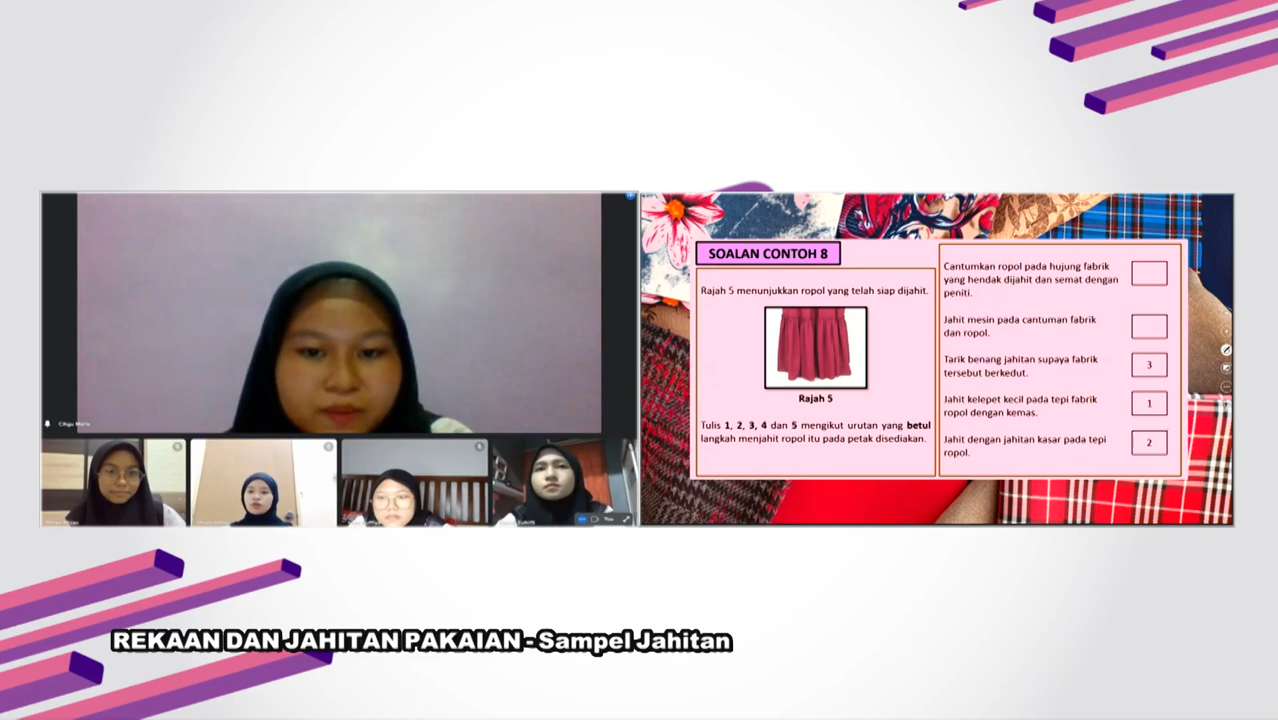 SOALAN CONTOH 8
Rajah 5 menunjukkan ropol yang telah siap dijahit.
Rajah 5
Tulis 1, 2, 3, 4 dan 5 mengikut urutan yang betul
langkah menjahit ropol itu pada petak disediakan.
Cantumkan ropol pada hujung fabrik
yang hendak dijahit dan semat dengan
peniti.
Jahit mesin pada cantuman fabrik
dan ropol.
Tarik benang jahitan supaya fabrik
tersebut berkedut.
3
Jahit kelepet kecil pada tepi fabrik
ropol dengan kemas.
1
Jahit dengan jahitan kasar pada tepi
ropol.
2
You
REKAAN DAN JAHITAN PAKAIAN - Sampel Jahitan